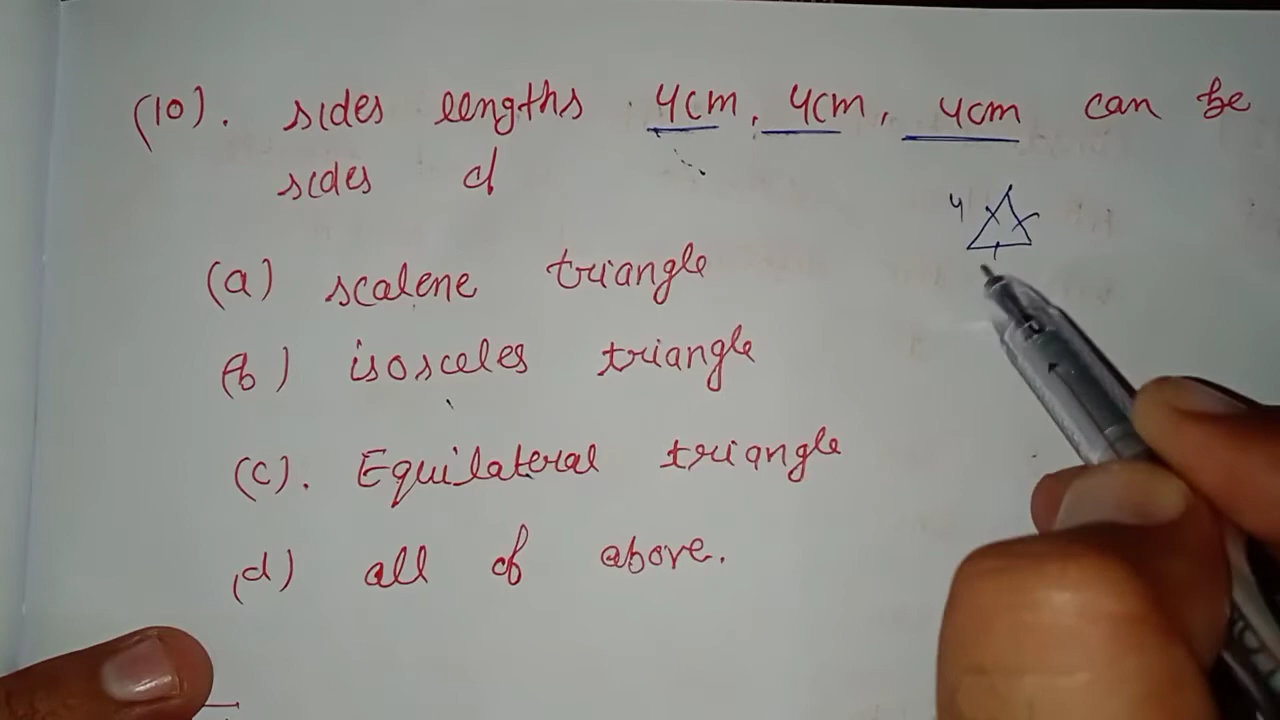 (10). sides lengths 4cm, 4cm, 4cm can be
sides of
4
(a) scalene triangle
(b) isosceles triangle
(c). Equilateral triangle
(d) all of above.